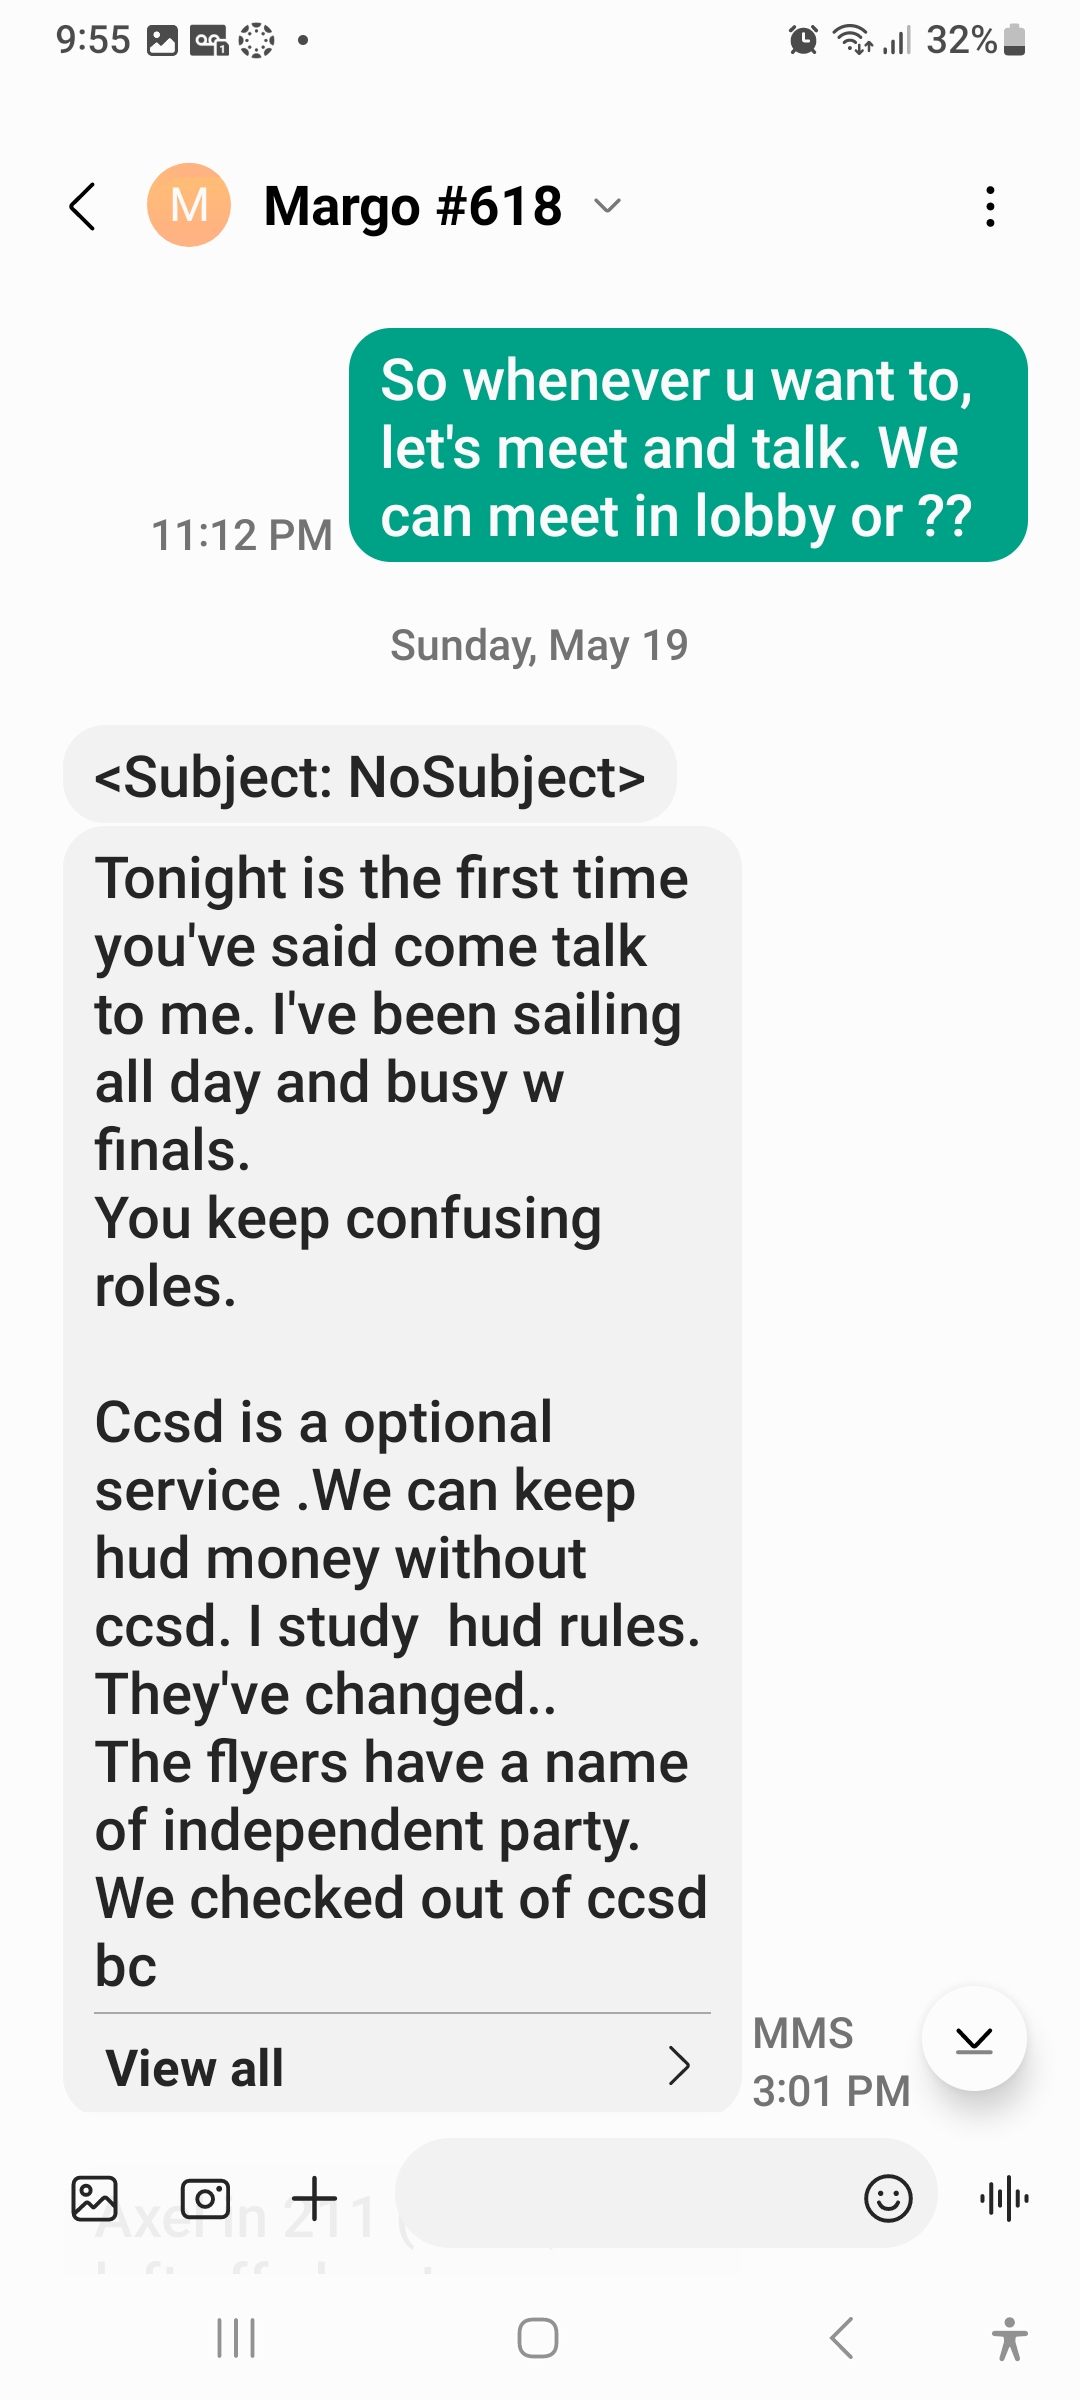 9:55
32%
M
Margo #618
So whenever u want to,
let's meet and talk. We
can meet in lobby or ??
11:12 PM
Sunday, May 19
<Subject: NoSubject>
Tonight is the first time
you've said come talk
to me. I've been sailing
all day and busy w
finals.
You keep confusing
roles.
Ccsd is a optional
service .We can keep
hud money without
ccsd. I study  hud rules.
They've changed..
The flyers have a name
of independent party.
We checked out of ccsd
bc
View all
MMS
3:01 PM
Axel in 211 (